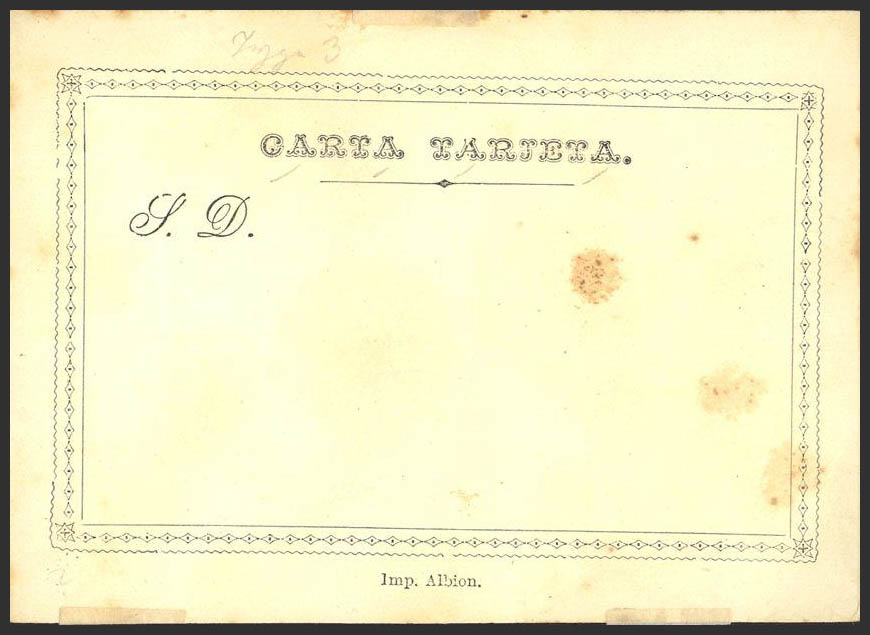 CARTA TARJETA.
S. D.
Imp. Albion.